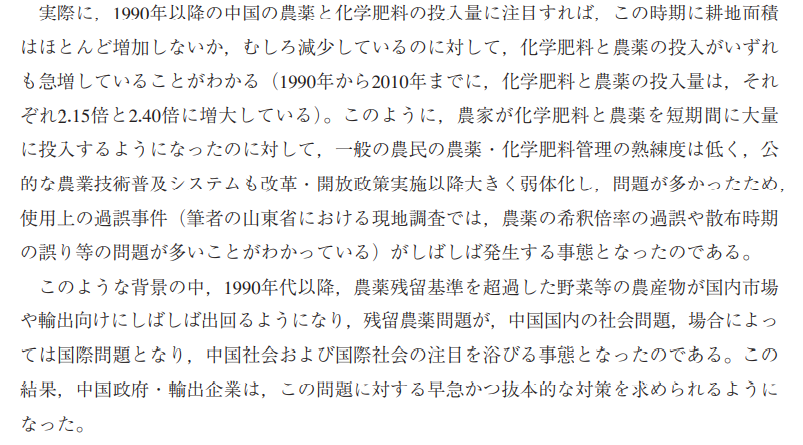 実際に，1990年以降の中国の農薬と化学肥料の投入量に注目すれば，この時期に耕地面積
はほとんど増加しないか，むしろ減少しているのに対して，化学肥料と農薬の投入がいずれ
も急増していることがわかる（1990年から2010年までに，化学肥料と農薬の投入量は，それ
ぞれ2.15倍と2.40倍に増大している）。このように，農家が化学肥料と農薬を短期間に大量
に投入するようになったのに対して，一般の農民の農薬・化学肥料管理の熟練度は低く，公
的な農業技術普及システムも改革・開放政策実施以降大きく弱体化し，問題が多かったため，
使用上の過誤事件（筆者の山東省における現地調査では，農薬の希釈倍率の過誤や散布時期
の誤り等の問題が多いことがわかっている）がしばしば発生する事態となったのである。
このような背景の中，1990年代以降，農薬残留基準を超過した野菜等の農産物が国内市場
や輸出向けにしばしば出回るようになり，残留農薬問題が，中国国内の社会問題，場合によっ
ては国際問題となり，中国社会および国際社会の注目を浴びる事態となったのである。この
結果，中国政府・輸出企業は，この問題に対する早急かつ抜本的な対策を求められるように
なった。